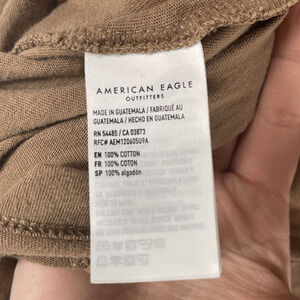 AMERICAN EAGLE
OUTFITTERS
MADE IN GUATEMALA / FABRIQUÉ AU
GUATEMALA / HECHO EN GUATEMALA
RN 54485 / CA 03873
RFC# AEM120605U9A
EN 100% COTTON
FR 100% COTON
SP 100% algodón